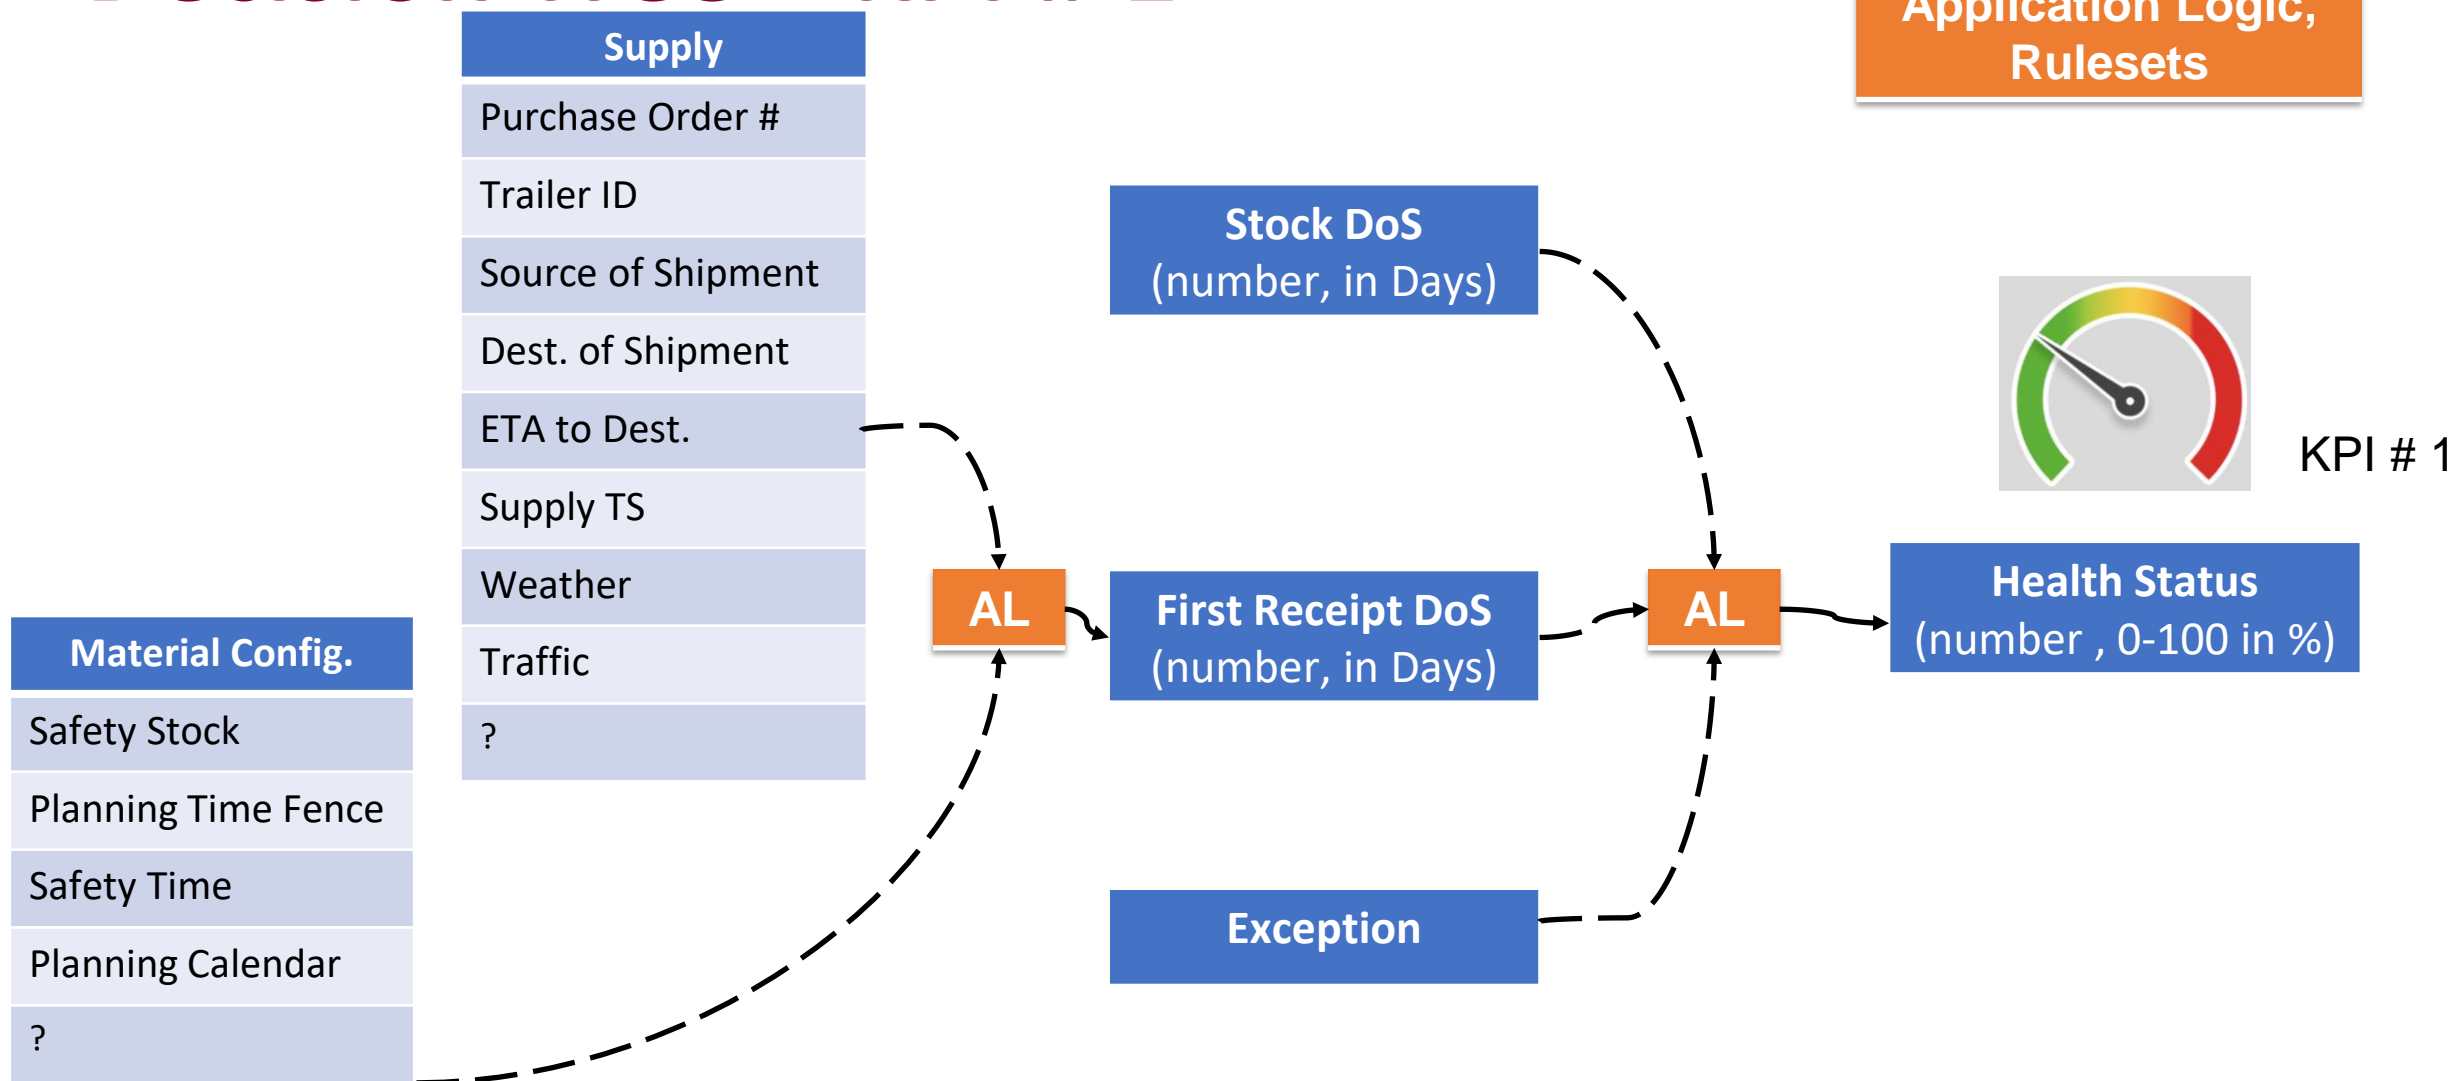 Application Logic,
Rulesets
Supply
Purchase Order #
Trailer ID
Source of Shipment
Dest. of Shipment
ETA to Dest.
Supply TS
Weather
Traffic
?
Material Config.
Safety Stock
Planning Time Fence
Safety Time
Planning Calendar
?
AL
Stock DoS
(number, in Days)
First Receipt DoS
(number, in Days)
Exception
AL
KPI # 1
Health Status
(number , 0-100 in %)